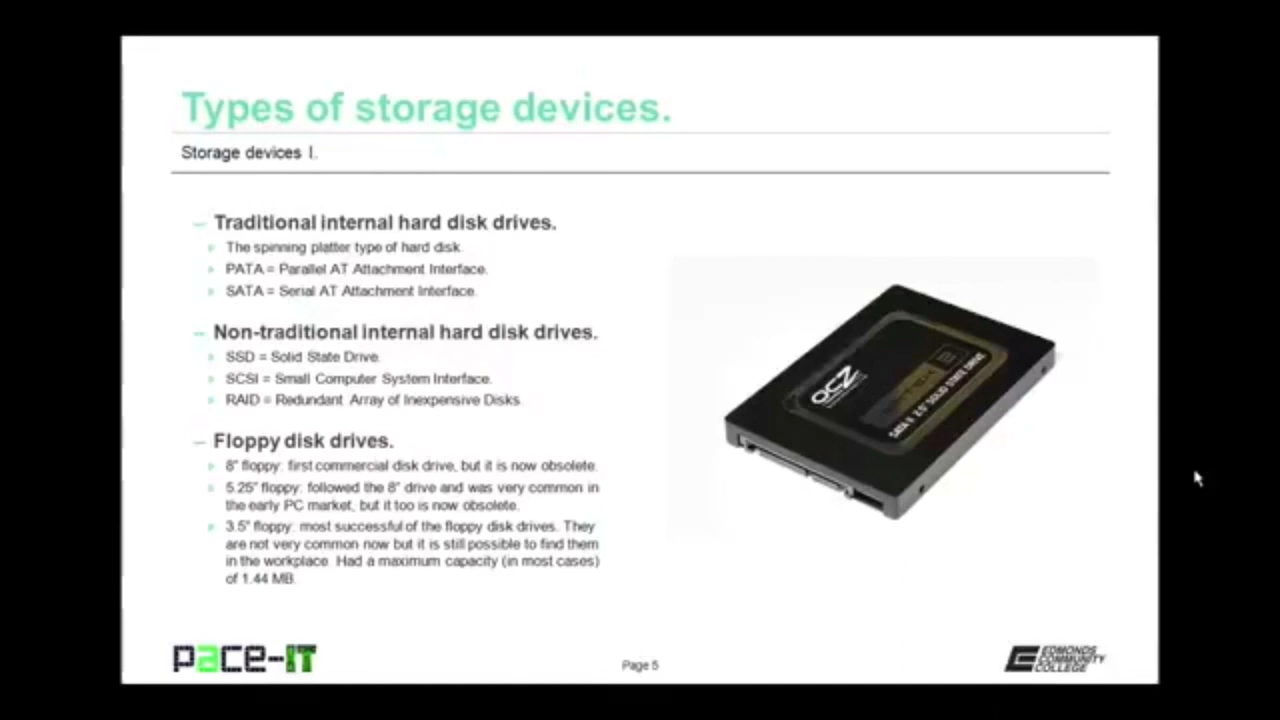 Types of storage devices.
Storage devices I.
– Traditional internal hard disk drives.
» The spinning platter type of hard disk.
» PATA = Parallel AT Attachment Interface.
» SATA = Serial AT Attachment Interface.
– Non-traditional internal hard disk drives.
» SSD = Solid State Drive.
» SCSI = Small Computer System Interface.
» RAID = Redundant Array of Inexpensive Disks.
– Floppy disk drives.
» 8" floppy: first commercial disk drive, but it is now obsolete.
» 5.25" floppy: followed the 8" drive and was very common in
the early PC market, but it too is now obsolete.
» 3.5" floppy: most successful of the floppy disk drives. They
are not very common now but it is still possible to find them
in the workplace. Had a maximum capacity (in most cases)
of 1.44 MB.
OCZ
SATA II 2.5" SOLID STATE DRIVE
pace-IT
Page 5
EDMONDS
COMMUNITY
COLLEGE